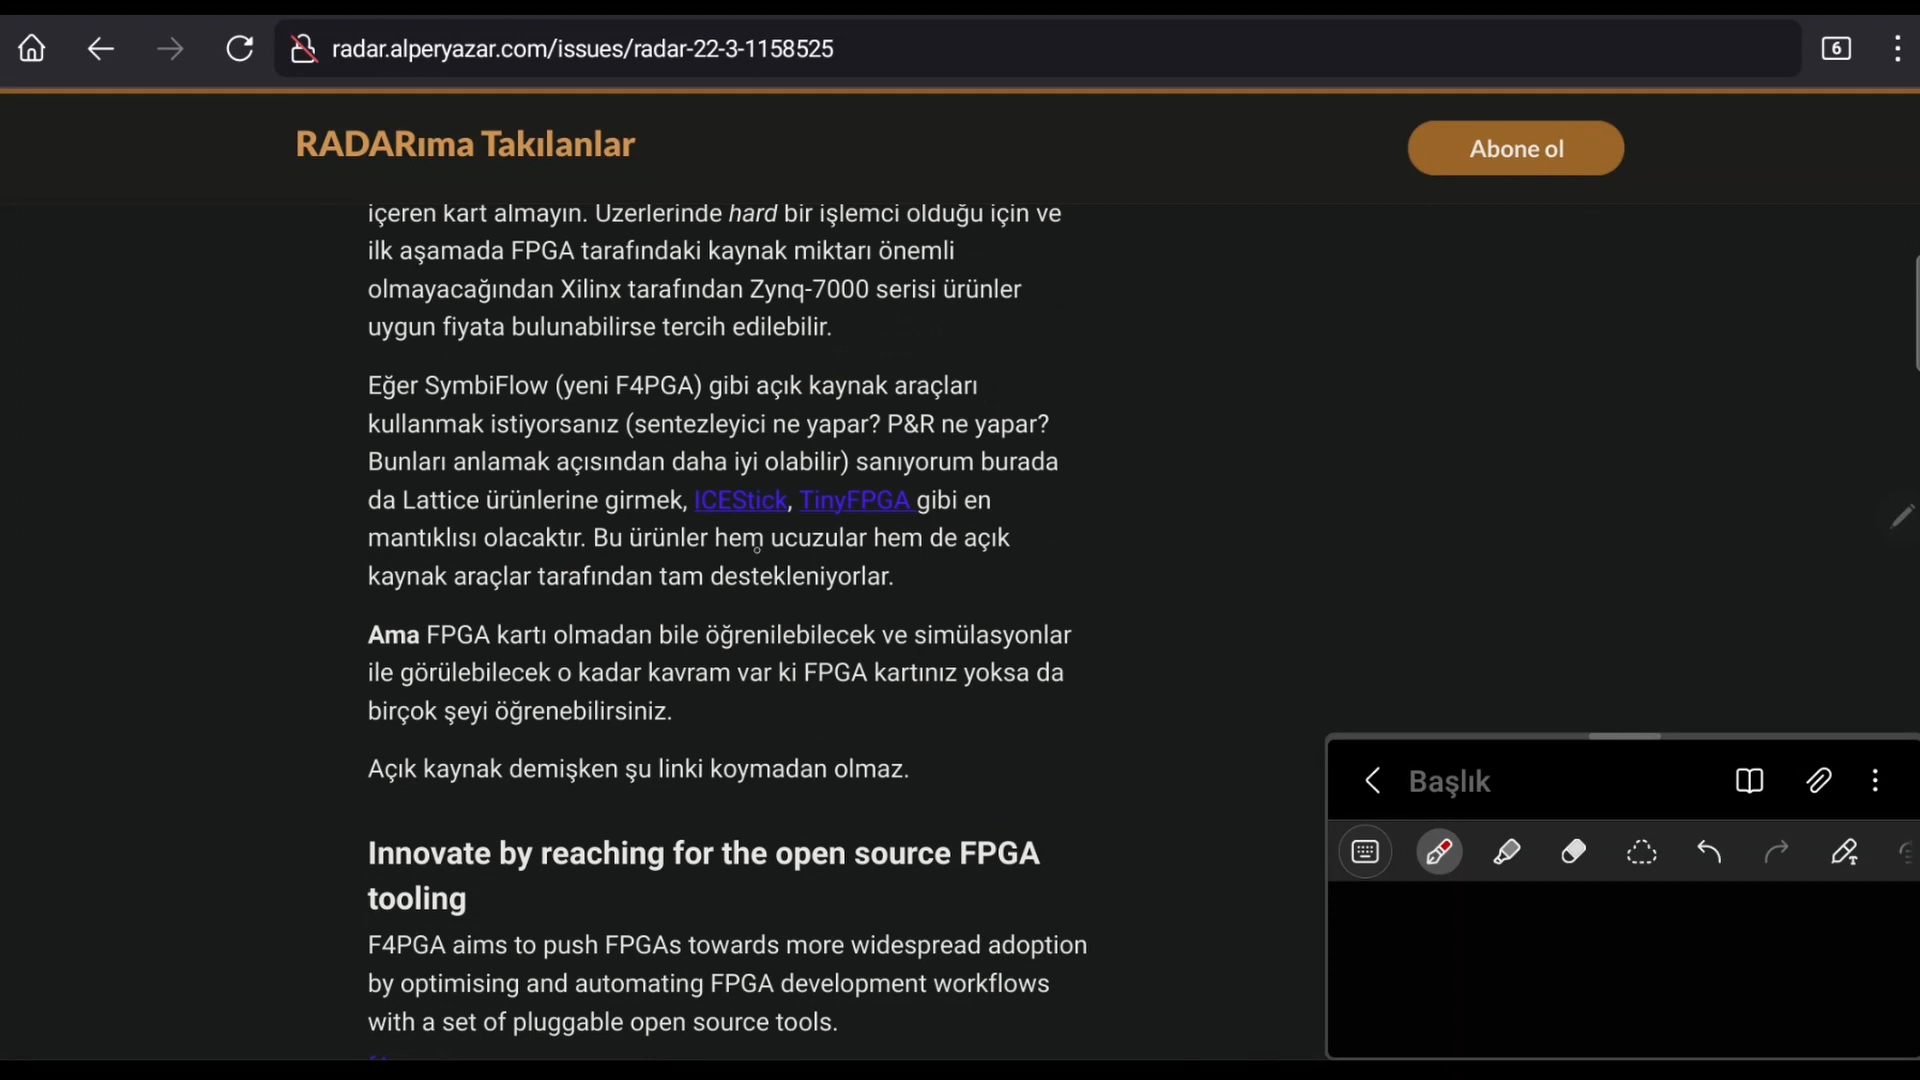 radar.alperyazar.com/issues/radar-22-3-1158525
6
RADARıma Takılanlar
Abone ol
içeren kart almayın. Üzerlerinde hard bir işlemci olduğu için ve
ilk aşamada FPGA tarafındaki kaynak miktarı önemli
olmayacağından Xilinx tarafından Zynq-7000 serisi ürünler
uygun fiyata bulunabilirse tercih edilebilir.
Eğer SymbiFlow (yeni F4PGA) gibi açık kaynak araçları
kullanmak istiyorsanız (sentezleyici ne yapar? P&R ne yapar?
Bunları anlamak açısından daha iyi olabilir) sanıyorum burada
da Lattice ürünlerine girmek, ICEStick, TinyFPGA gibi en
mantıklısı olacaktır. Bu ürünler hem ucuzular hem de açık
kaynak araçlar tarafından tam destekleniyorlar.
Ama FPGA kartı olmadan bile öğrenilebilecek ve simülasyonlar
ile görülebilecek o kadar kavram var ki FPGA kartınız yoksa da
birçok şeyi öğrenebilirsiniz.
Açık kaynak demişken şu linki koymadan olmaz.
Innovate by reaching for the open source FPGA
tooling
F4PGA aims to push FPGAs towards more widespread adoption
by optimising and automating FPGA development workflows
with a set of pluggable open source tools.
Başlık